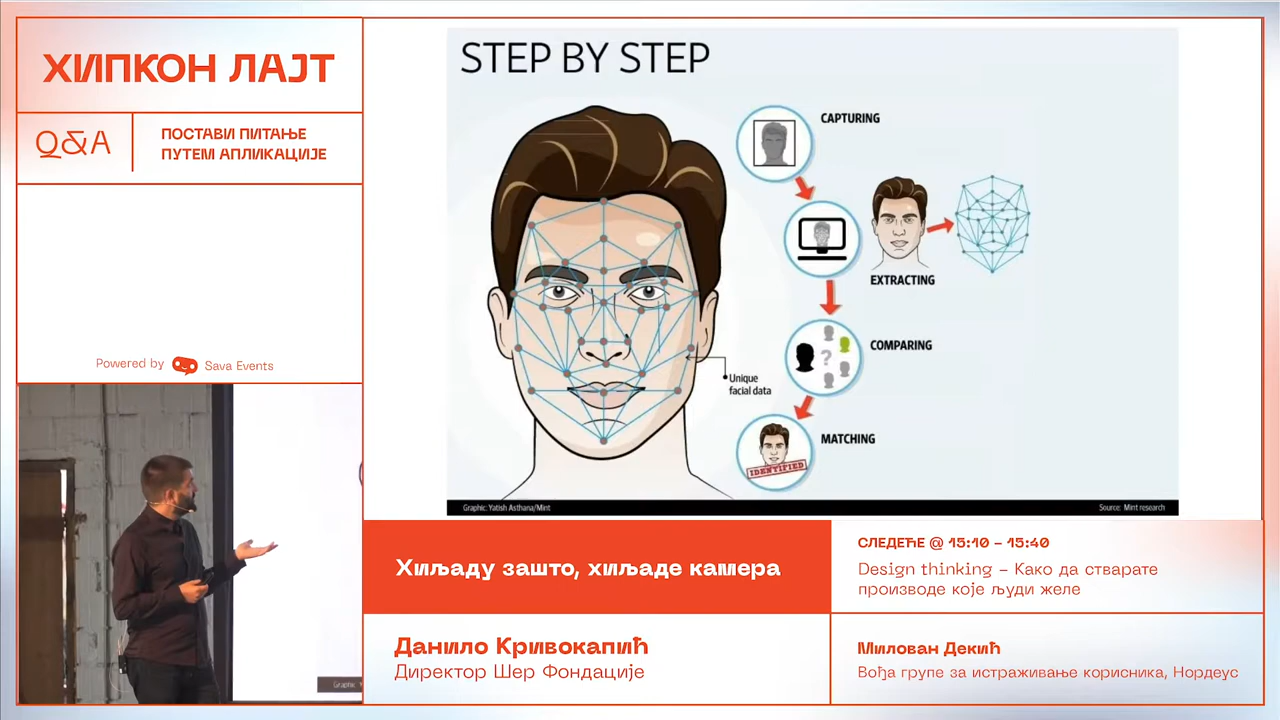 ХИПКОН ЛАЈТ
Q&A
ПОСТАВИ ПИТАЊЕ
ПУТЕМ АПЛИКАЦИЈЕ
Powered by Sava Events
STEP BY STEP
CAPTURING
EXTRACTING
COMPARING
?
MATCHING
IDENTIFIED
Unique
facial data
Graphic: Yatish Asthana/Mint
Source: Mint research
Хиљаду зашто, хиљаде камера
Данило Кривокапић
Директор Шер Фондације
СЛЕДЕЋЕ @ 15:10 - 15:40
Design thinking - Како да стварате
производе које људи желе
Милован Декић
Вођа групе за истраживање корисника, Нордеус